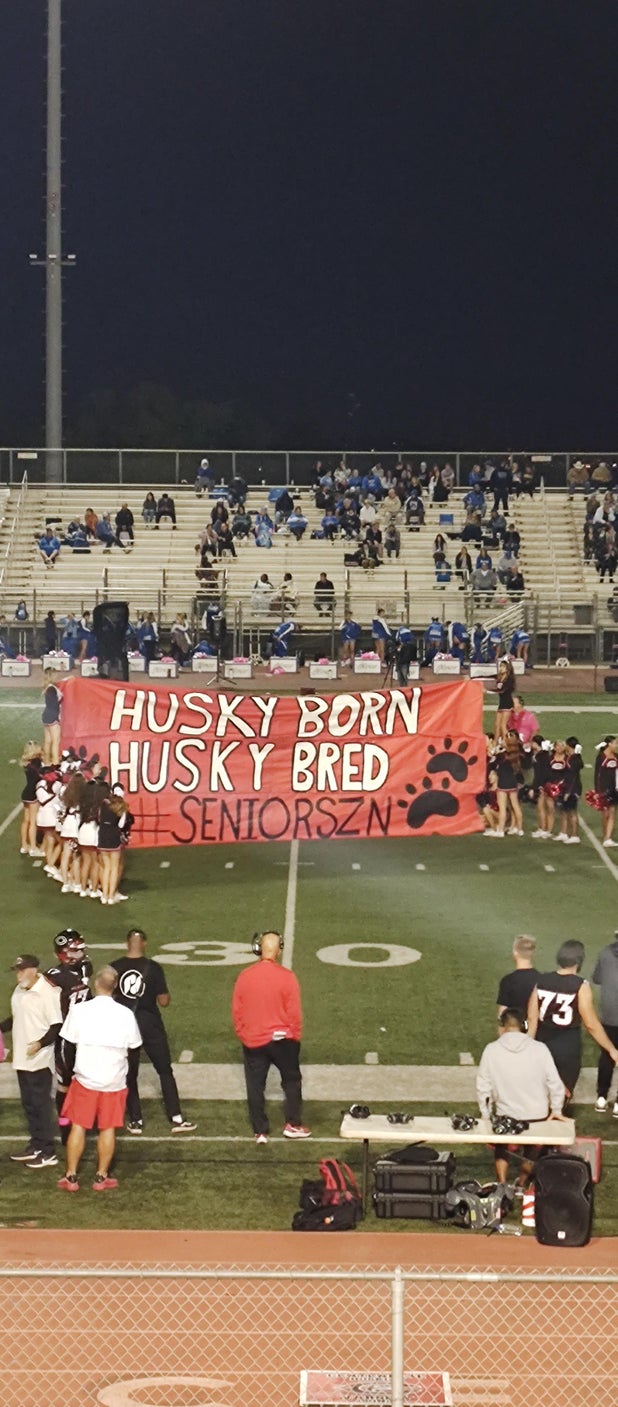 HUSKY BORN
HUSKY BRED
#SENIORSZN
30
73